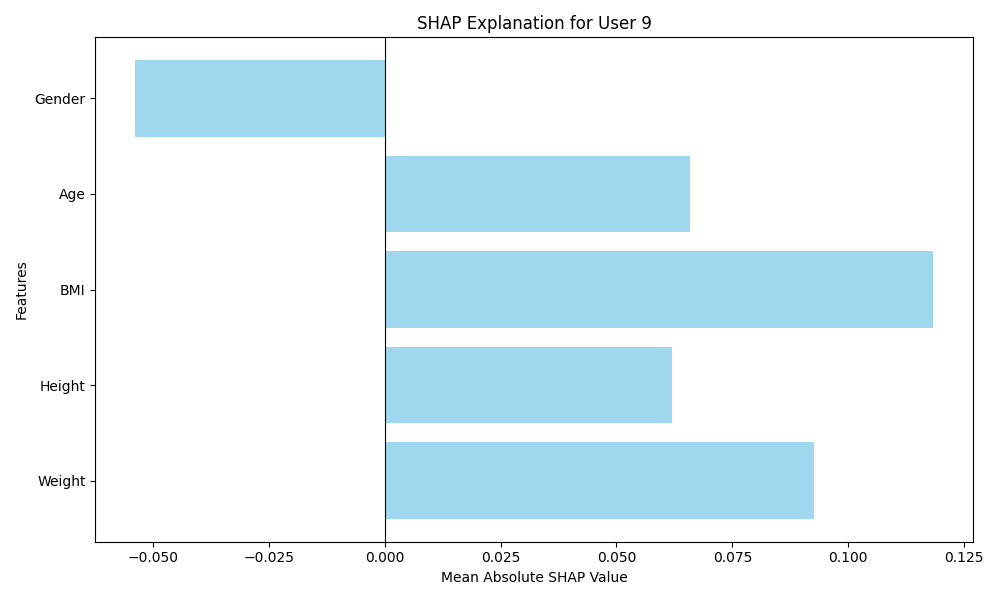 SHAP Explanation for User 9
Gender
Age
BMI
Height
Weight
Features
−0.050
−0.025
0.000
0.025
0.050
0.075
0.100
0.125
Mean Absolute SHAP Value